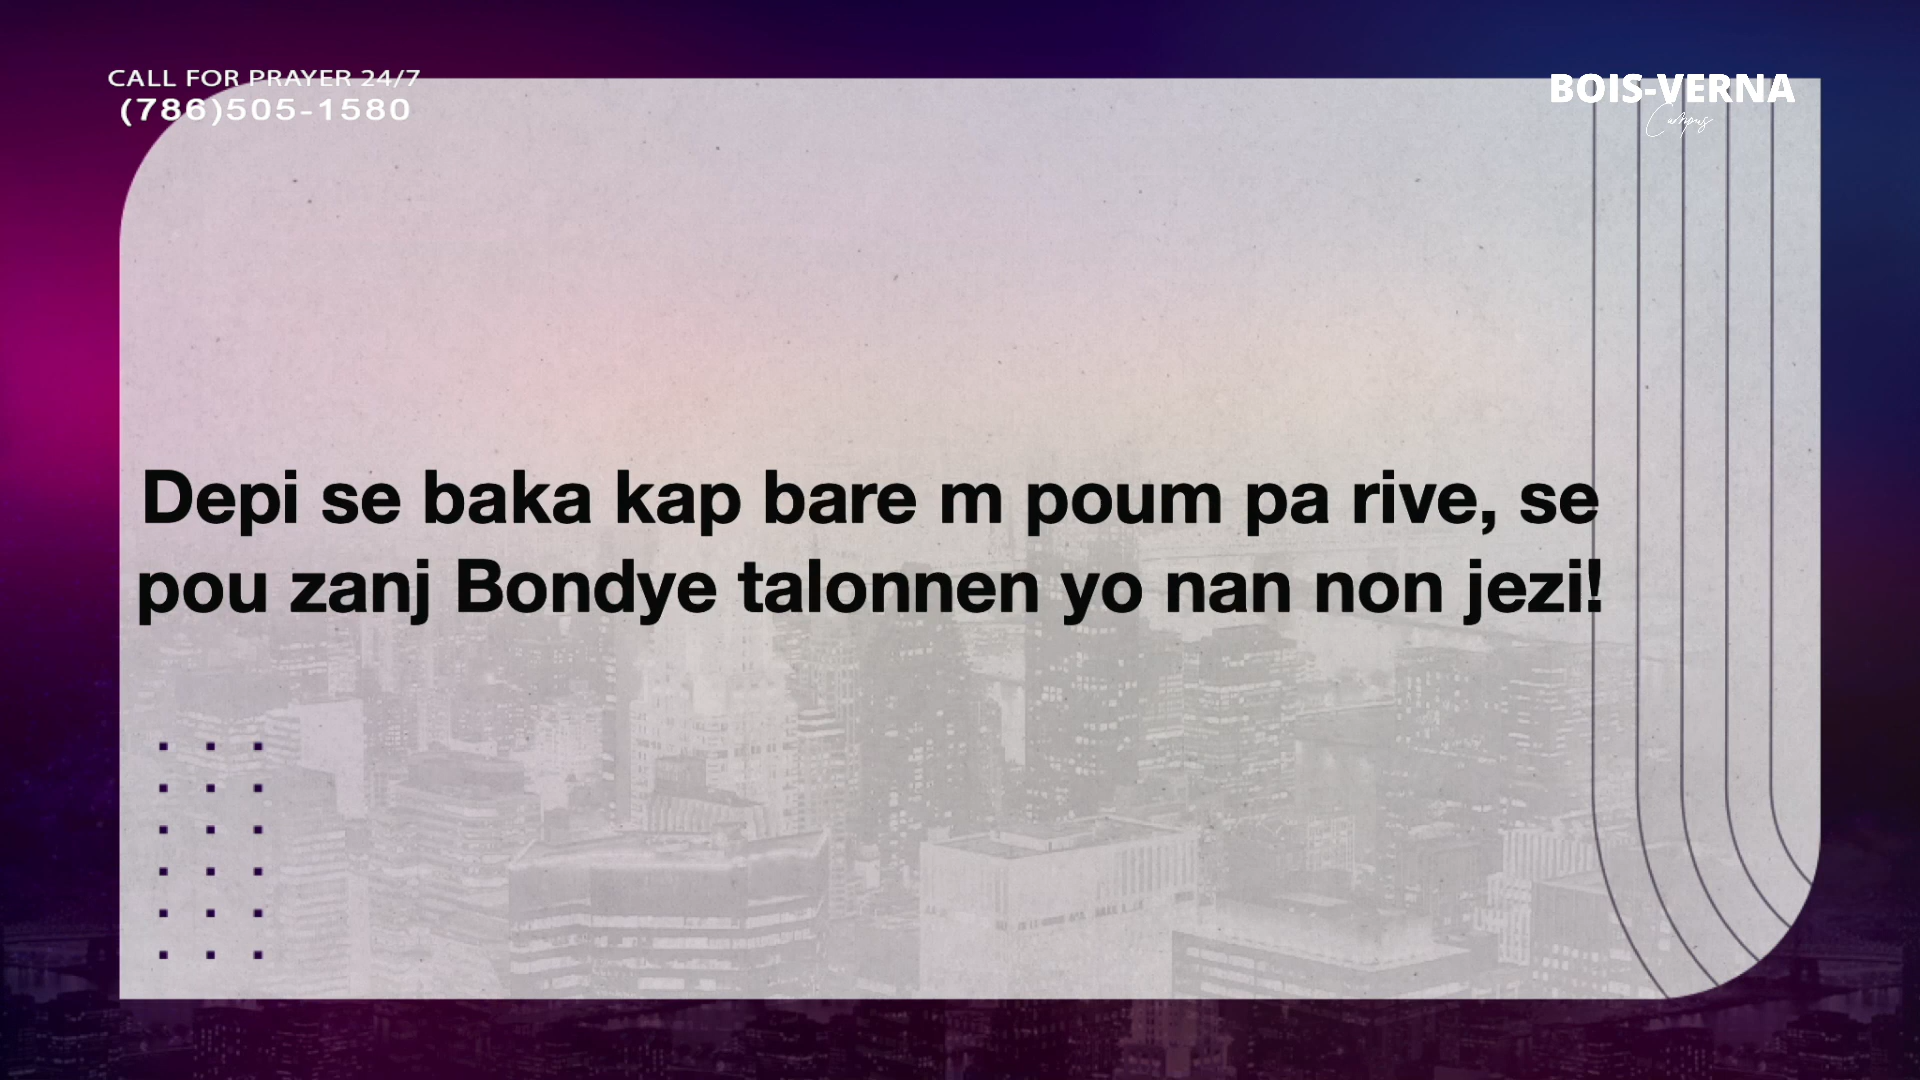 CALL FOR PRAYER 24/7
(786)505-1580
BOIS-VERNA
Campus
Depi se baka kap bare m poum pa rive, se
pou zanj Bondye talonnen yo nan non jezi!